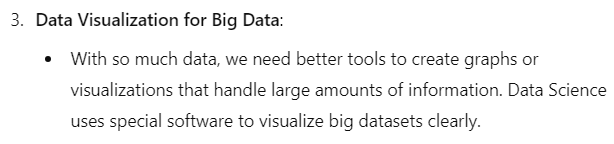 3. Data Visualization for Big Data:
• With so much data, we need better tools to create graphs or
visualizations that handle large amounts of information. Data Science
uses special software to visualize big datasets clearly.